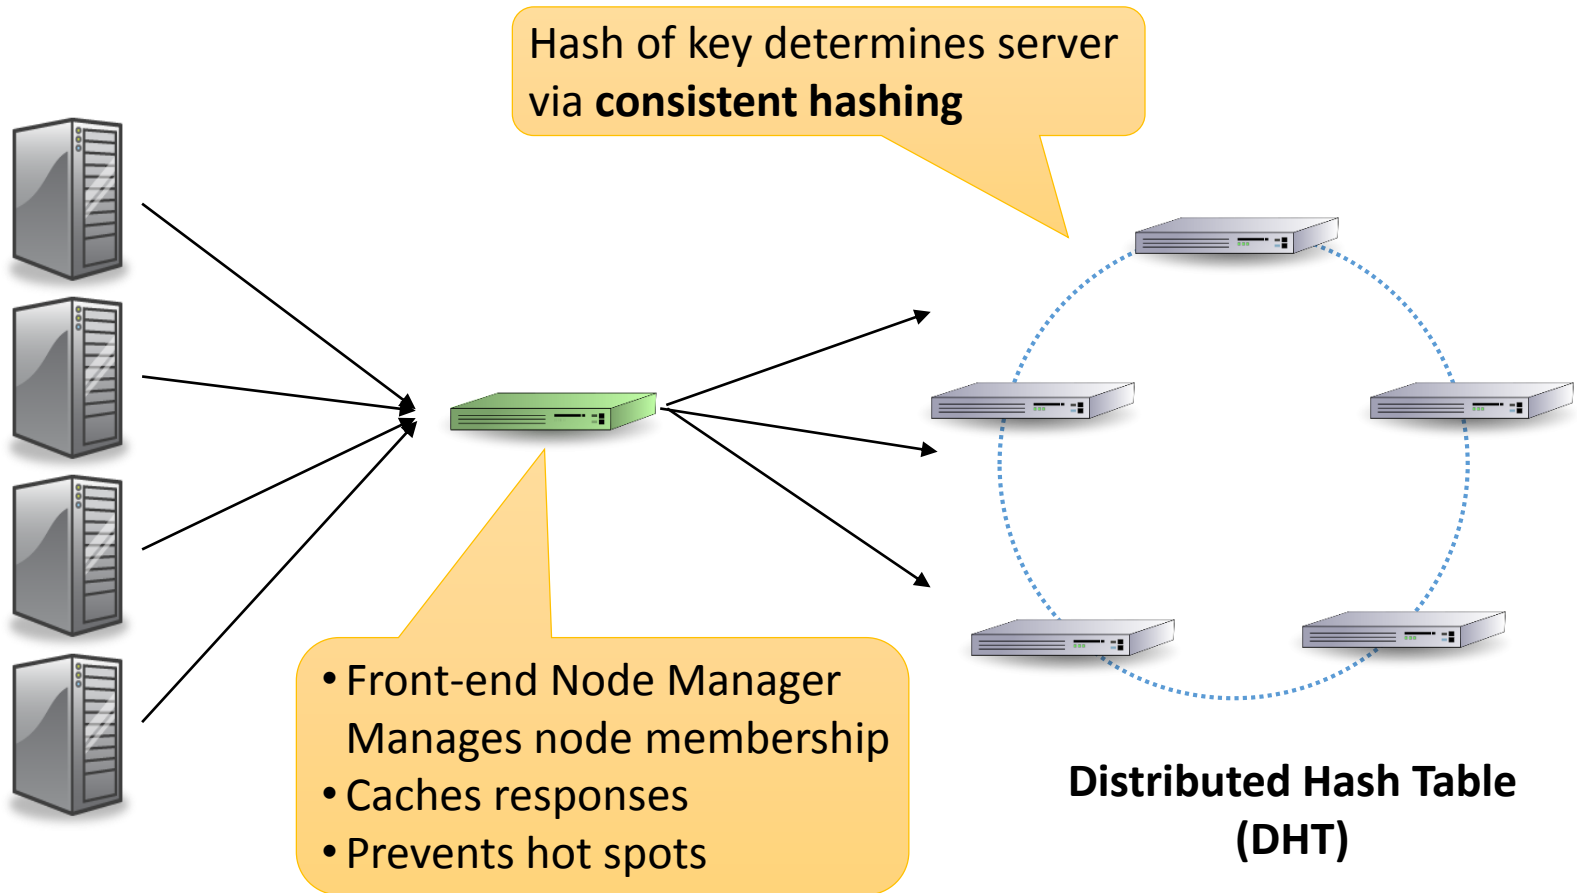 Hash of key determines server
via consistent hashing
• Front-end Node Manager
Manages node membership
• Caches responses
• Prevents hot spots
Distributed Hash Table
(DHT)